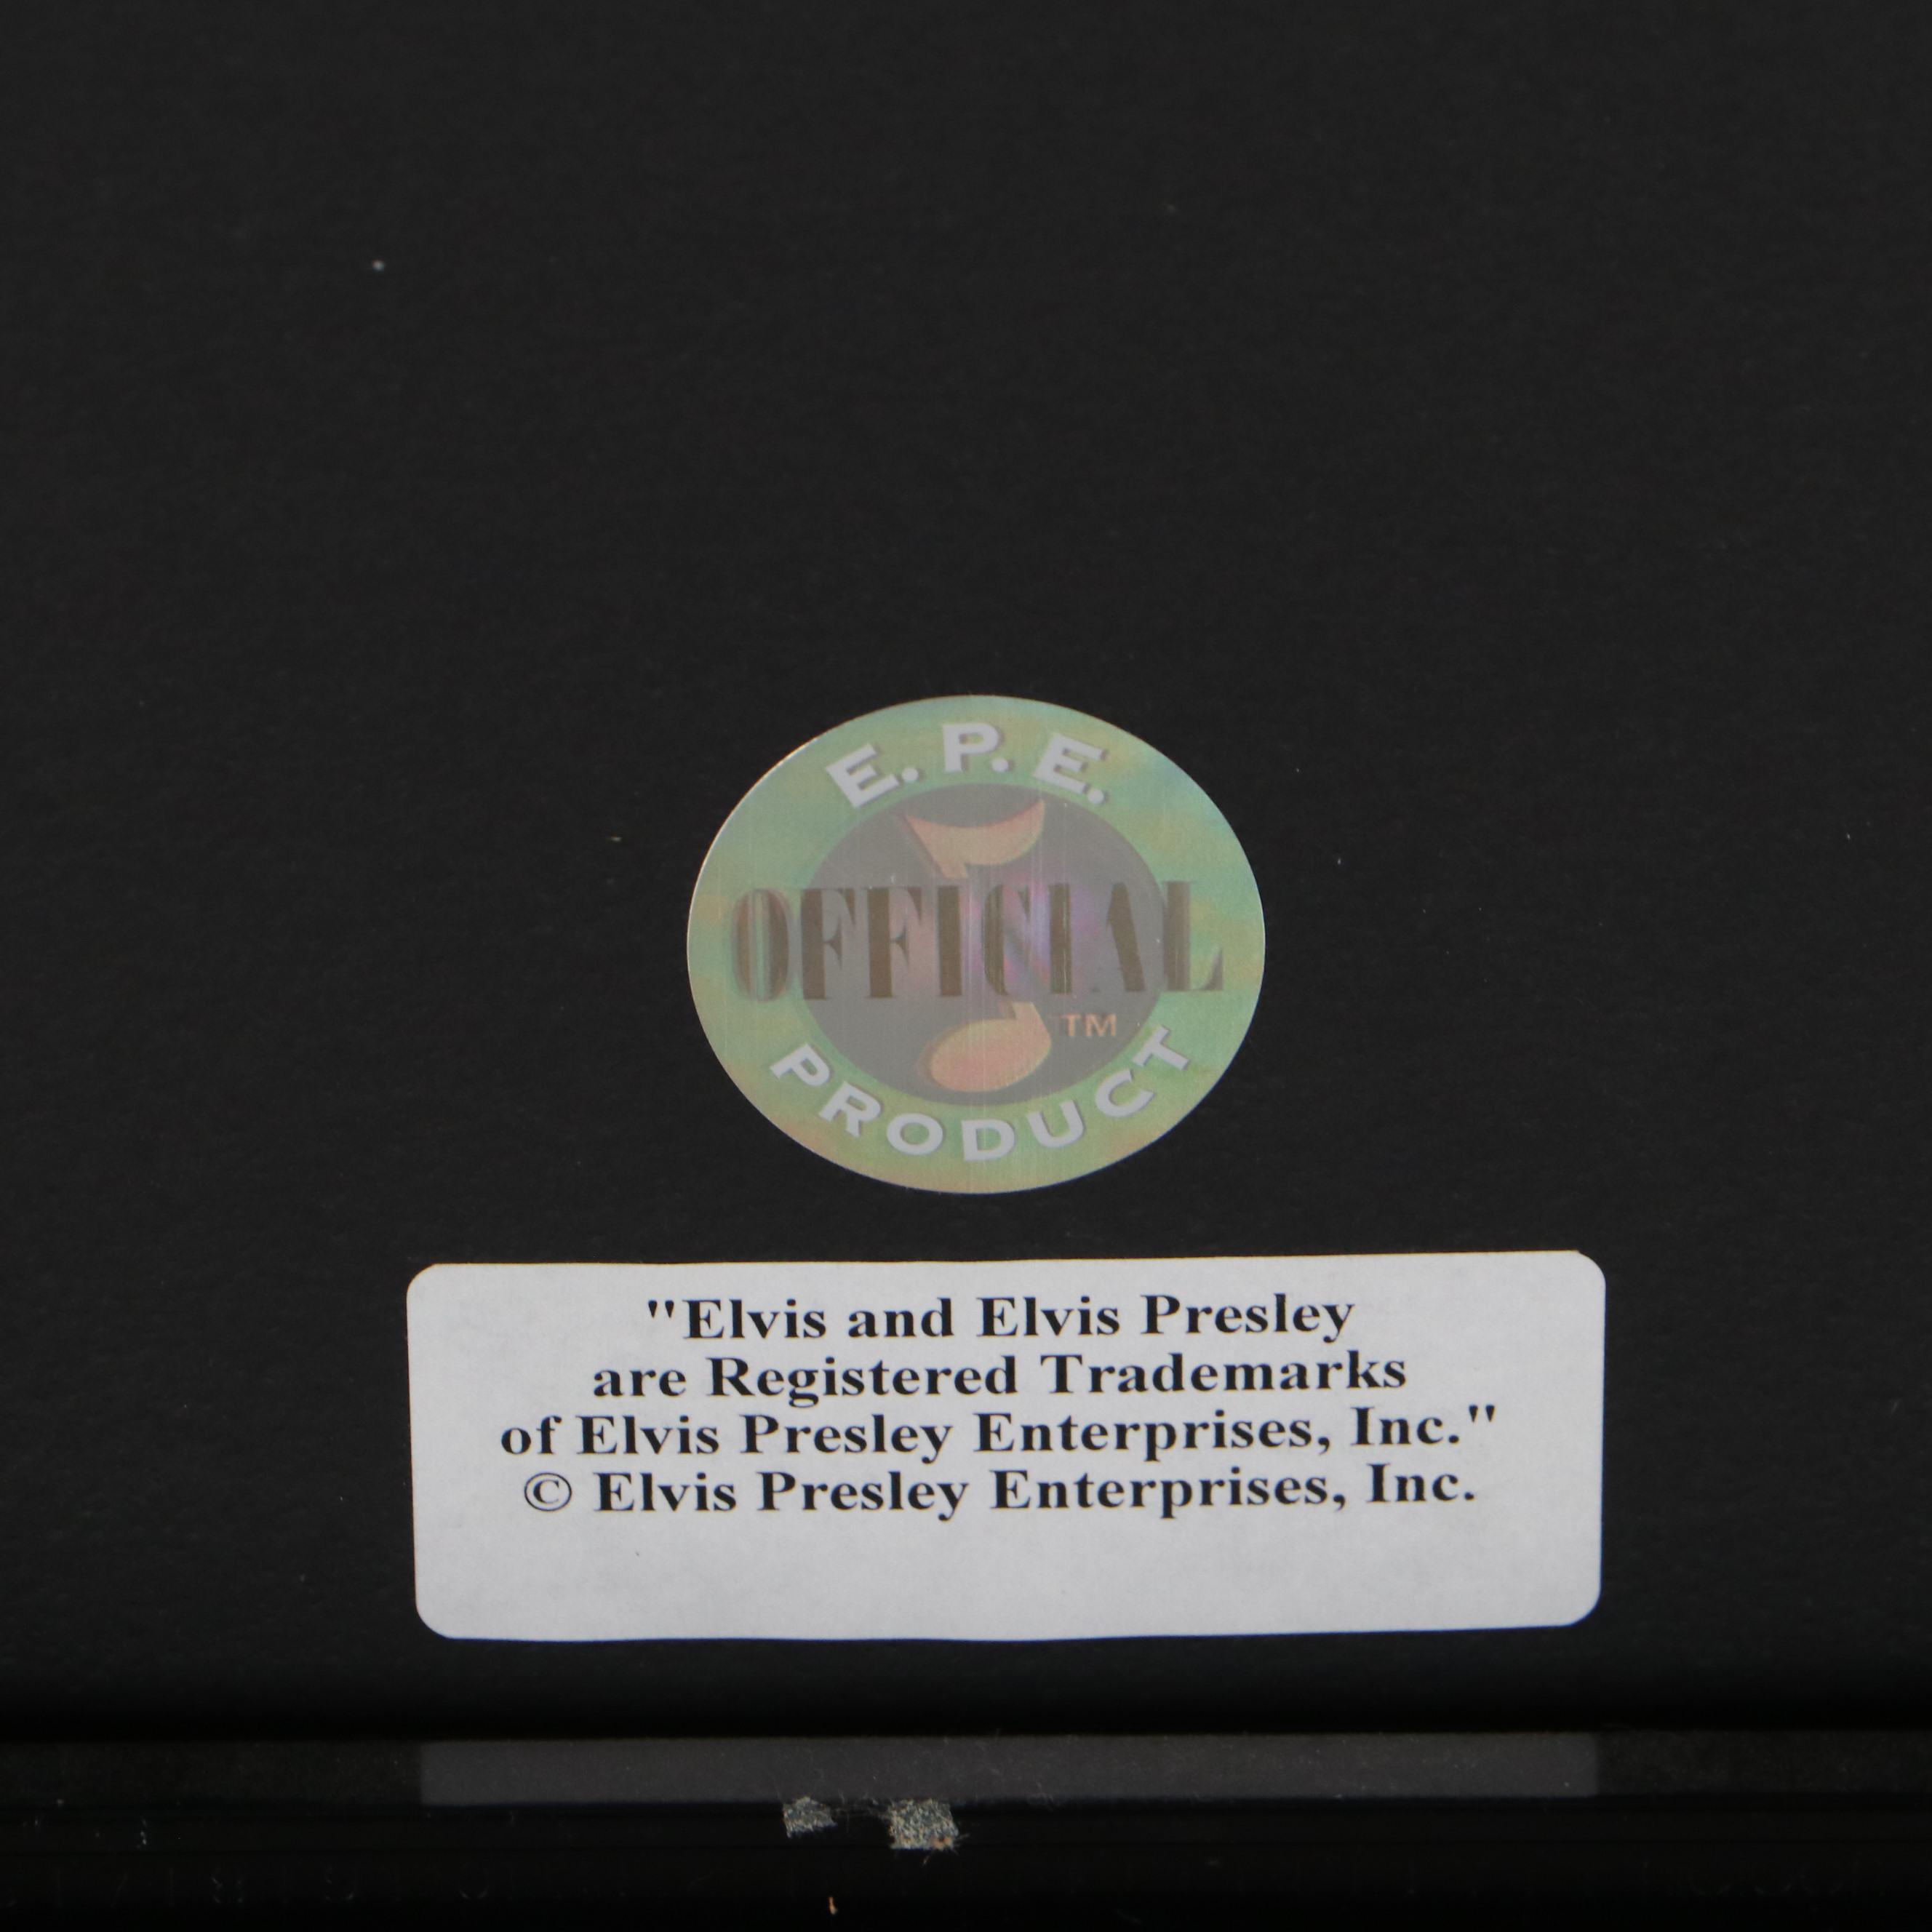 E. P. E.
OFFICIAL
TM
PRODUCT
"Elvis and Elvis Presley
are Registered Trademarks
of Elvis Presley Enterprises, Inc."
© Elvis Presley Enterprises, Inc.